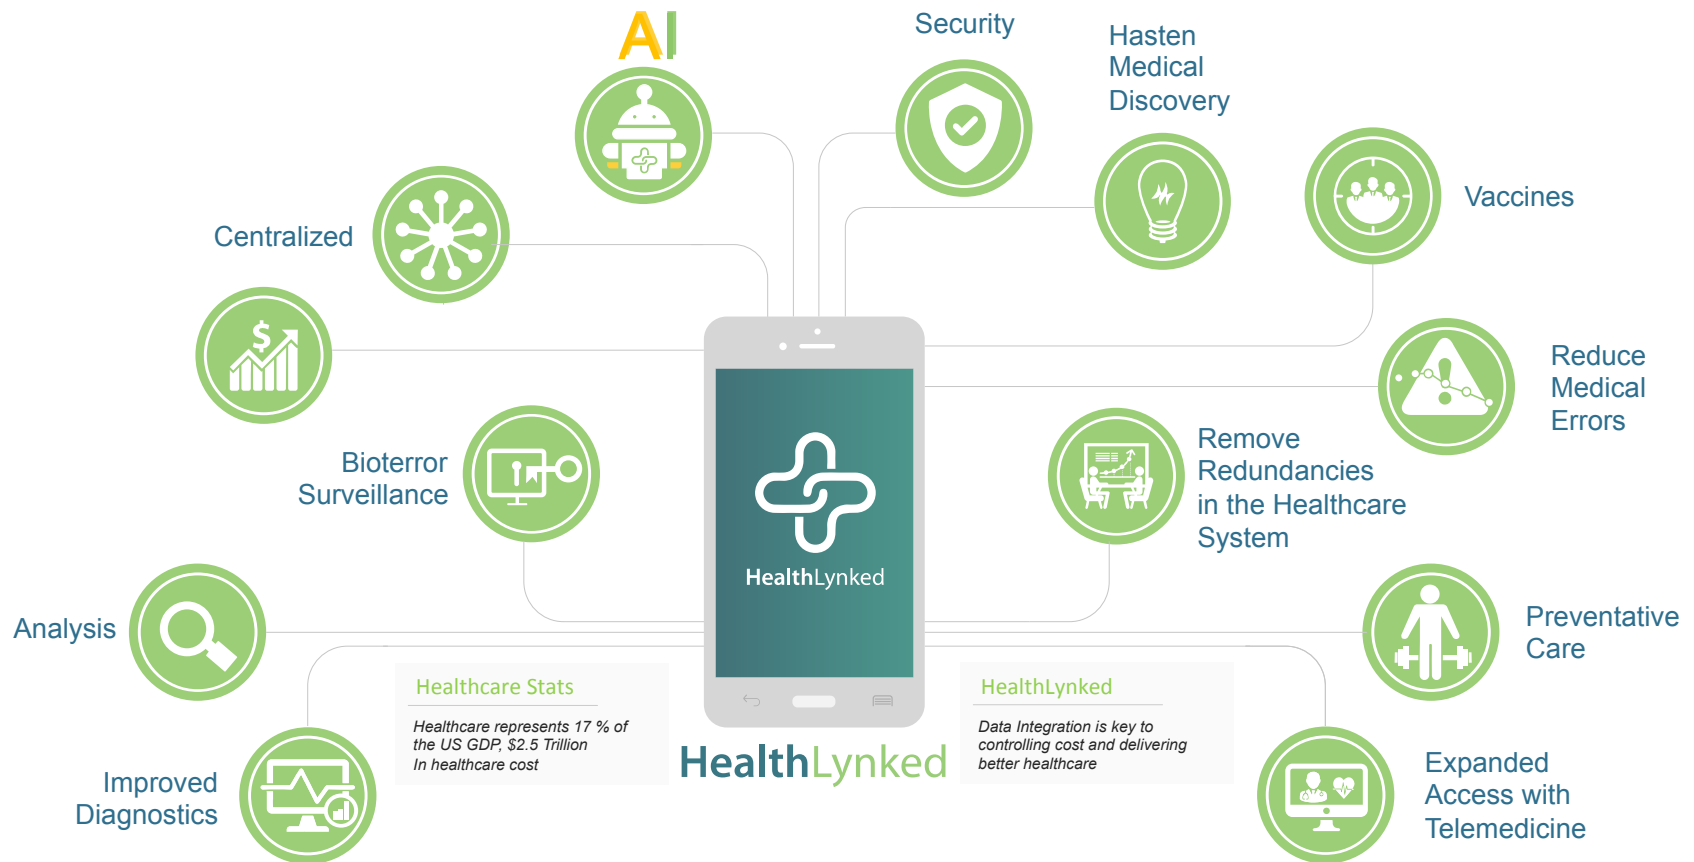 AI
Security
Hasten
Medical
Discovery
Vaccines
Centralized
$
Reduce
Medical
Errors
Bioterror
Surveillance
Remove
Redundancies
in the Healthcare
System
HealthLynked
Analysis
Preventative
Care
Healthcare Stats
Healthcare represents 17 % of
the US GDP, $2.5 Trillion
In healthcare cost
HealthLynked
Data Integration is key to
controlling cost and delivering
better healthcare
HealthLynked
Improved
Diagnostics
Expanded
Access with
Telemedicine